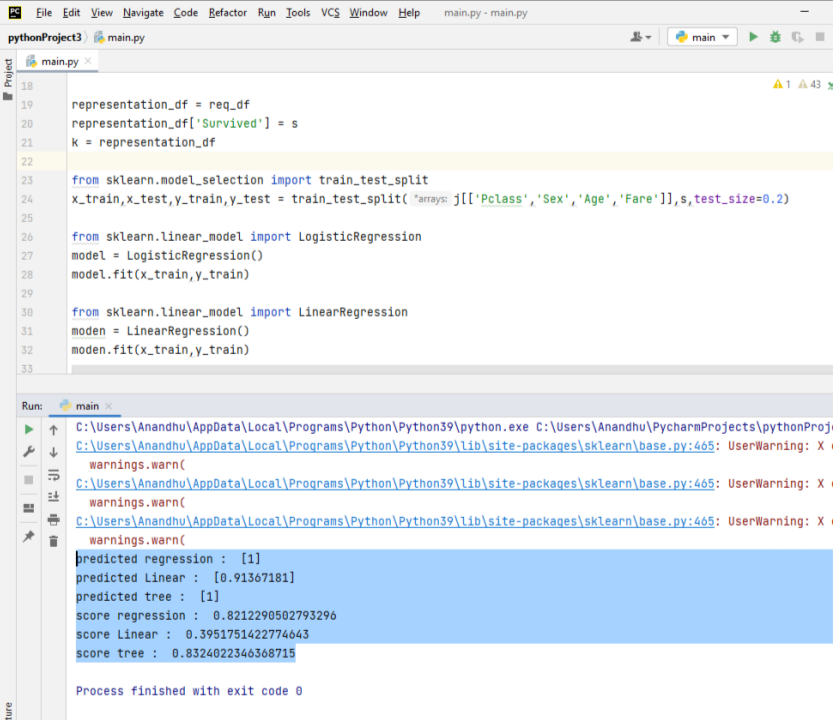 PC File Edit View Navigate Code Refactor Run Tools VCS Window Help main.py - main.py
pythonProject3 main.py main
Project
main.py
18 1 43
19 representation_df = req_df
20 representation_df['Survived'] = s
21 k = representation_df
22
23 from sklearn.model_selection import train_test_split
24 x_train,x_test,y_train,y_test = train_test_split( *arrays: j[['Pclass','Sex','Age','Fare']],s,test_size=0.2)
25
26 from sklearn.linear_model import LogisticRegression
27 model = LogisticRegression()
28 model.fit(x_train,y_train)
29
30 from sklearn.linear_model import LinearRegression
31 moden = LinearRegression()
32 moden.fit(x_train,y_train)
33
Run: main
C:\Users\Anandhu\AppData\Local\Programs\Python\Python39\python.exe C:\Users\Anandhu\PycharmProjects\pythonProje
C:\Users\Anandhu\AppData\Local\Programs\Python\Python39\lib\site-packages\sklearn\base.py:465: UserWarning: X
warnings.warn(
C:\Users\Anandhu\AppData\Local\Programs\Python\Python39\lib\site-packages\sklearn\base.py:465: UserWarning: X
warnings.warn(
C:\Users\Anandhu\AppData\Local\Programs\Python\Python39\lib\site-packages\sklearn\base.py:465: UserWarning: X
warnings.warn(
predicted regression :  [1]
predicted Linear :  [0.91367181]
predicted tree :  [1]
score regression :  0.8212290502793296
score Linear :  0.3951751422774643
score tree :  0.8324022346368715
Process finished with exit code 0